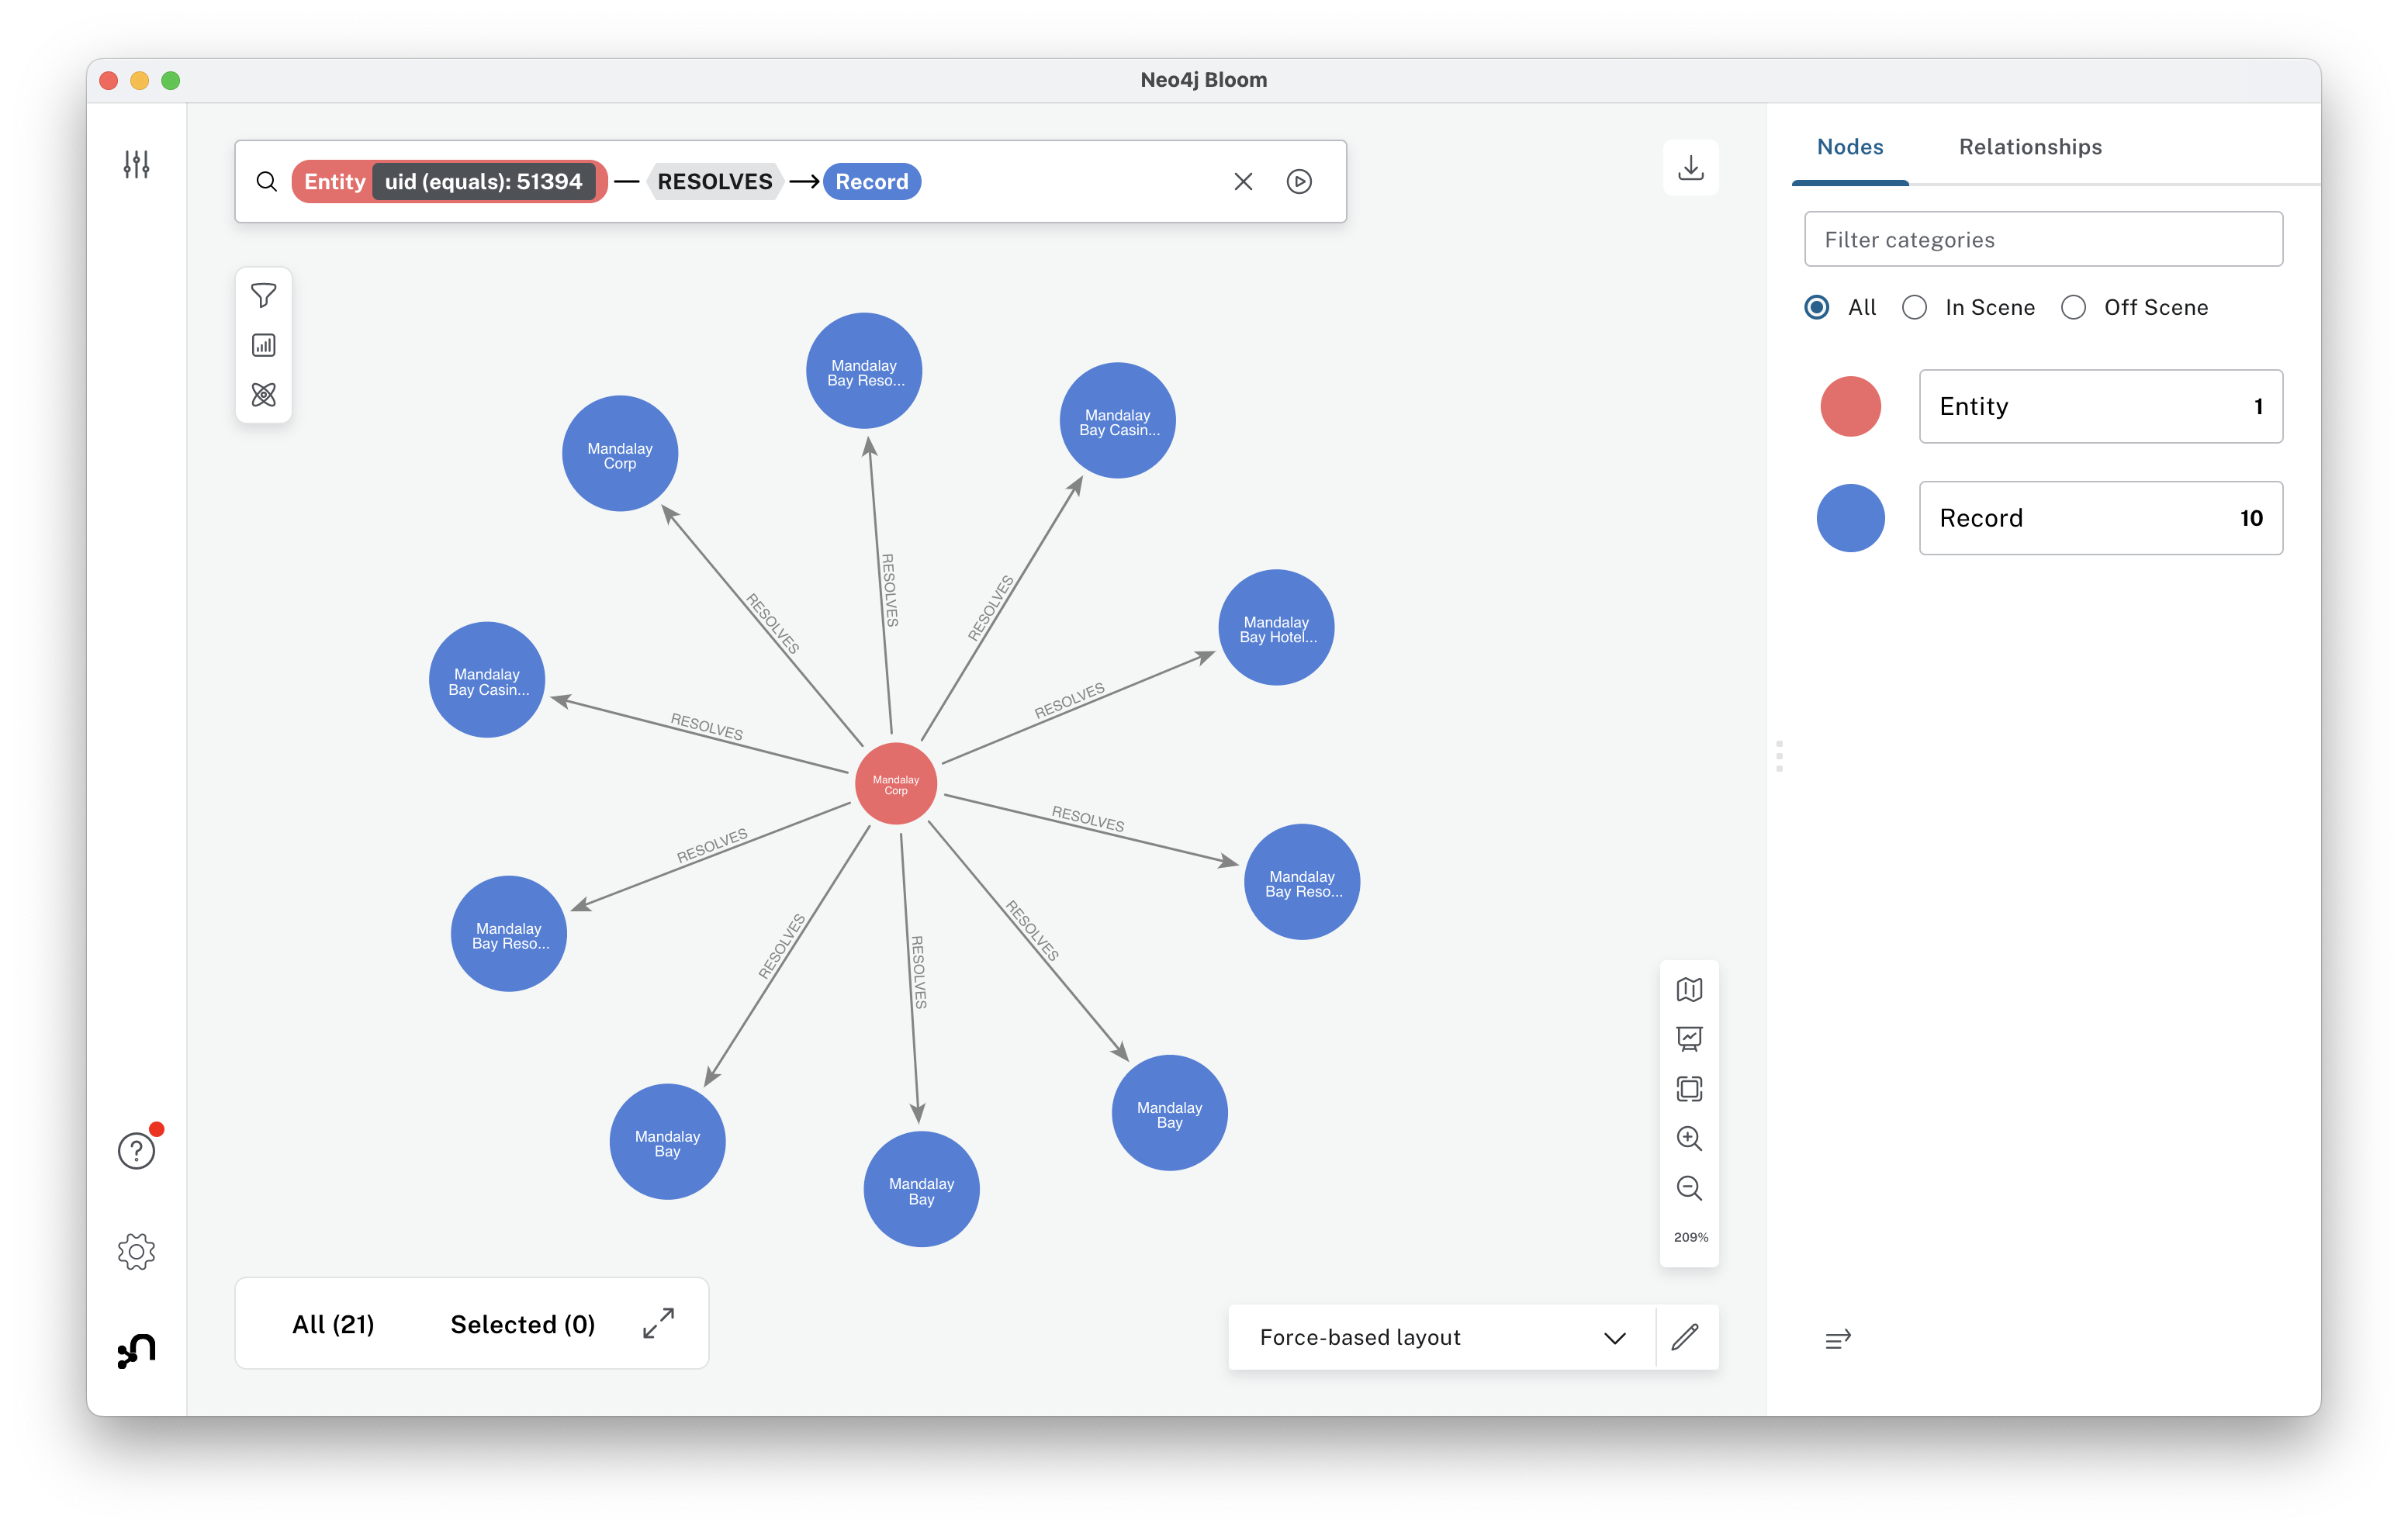 Neo4j Bloom
Entity uid (equals): 51394 RESOLVES Record
Nodes Relationships
Filter categories
All In Scene Off Scene
Entity 1
Record 10
Mandalay
Bay Reso...
Mandalay
Bay Casin...
Mandalay
Corp
Mandalay
Bay Hotel...
Mandalay
Bay Casin...
Mandalay
Corp
Mandalay
Bay Reso...
Mandalay
Bay Reso...
Mandalay
Bay
Mandalay
Bay
Mandalay
Bay
RESOLVES
RESOLVES
RESOLVES
RESOLVES
RESOLVES
RESOLVES
RESOLVES
RESOLVES
RESOLVES
RESOLVES
209%
All (21) Selected (0)
Force-based layout